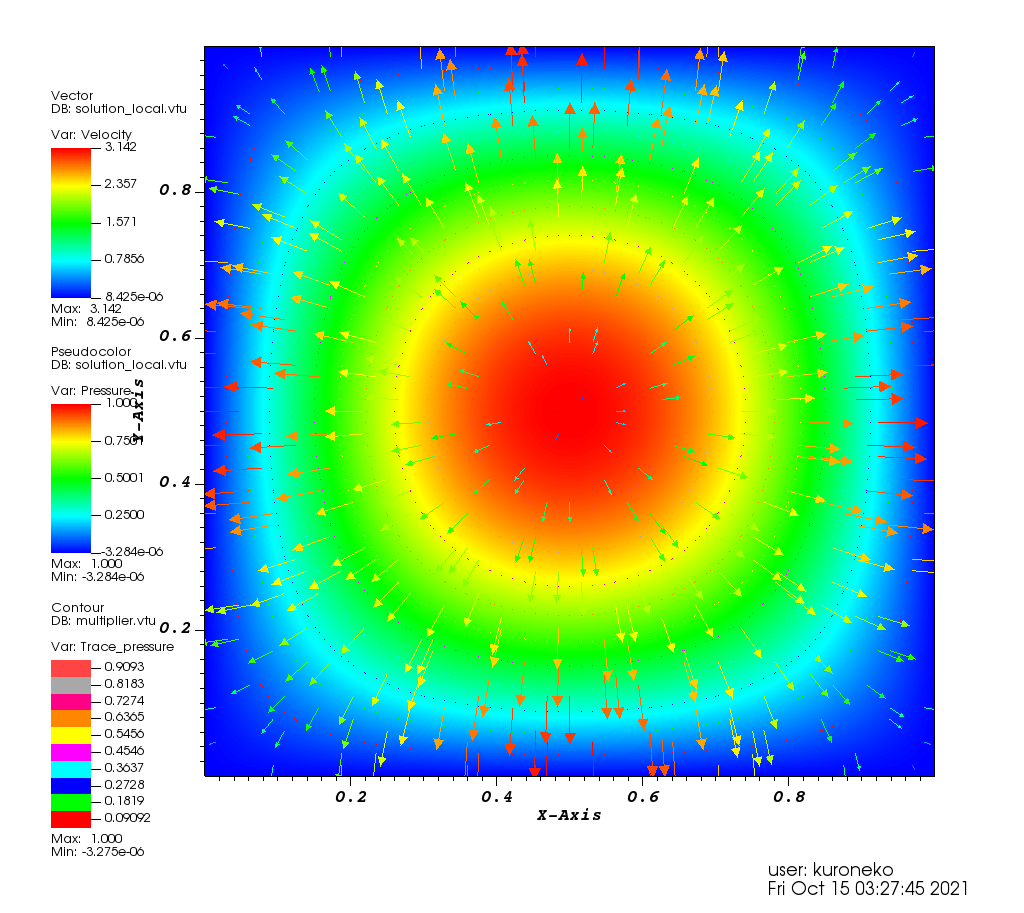 Vector
DB: solution_local.vtu
Var: Velocity
3.142
2.357
1.571
0.7856
8.425e-06
Max: 3.142
Min: 8.425e-06
Pseudocolor
DB: solution_local.vtu
Var: Pressure
1.000
0.7501
0.5001
0.2500
-3.284e-06
Max: 1.000
Min: -3.284e-06
Contour
DB: multiplier.vtu
Var: Trace_pressure
0.9093
0.8183
0.7274
0.6365
0.5456
0.4546
0.3637
0.2728
0.1819
0.09092
Max: 1.000
Min: -3.275e-06
Y-Axis
0.8
0.6
0.4
0.2
0.2 0.4 0.6 0.8
X-Axis
user: kuroneko
Fri Oct 15 03:27:45 2021